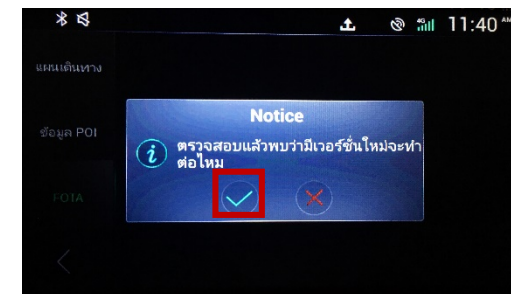 4G 11:40 AM
แผนเดินทาง
ข้อมูล POI
FOTA
Notice
ตรวจสอบแล้วพบว่ามีเวอร์ชั่นใหม่จะทำ
ต่อไหม